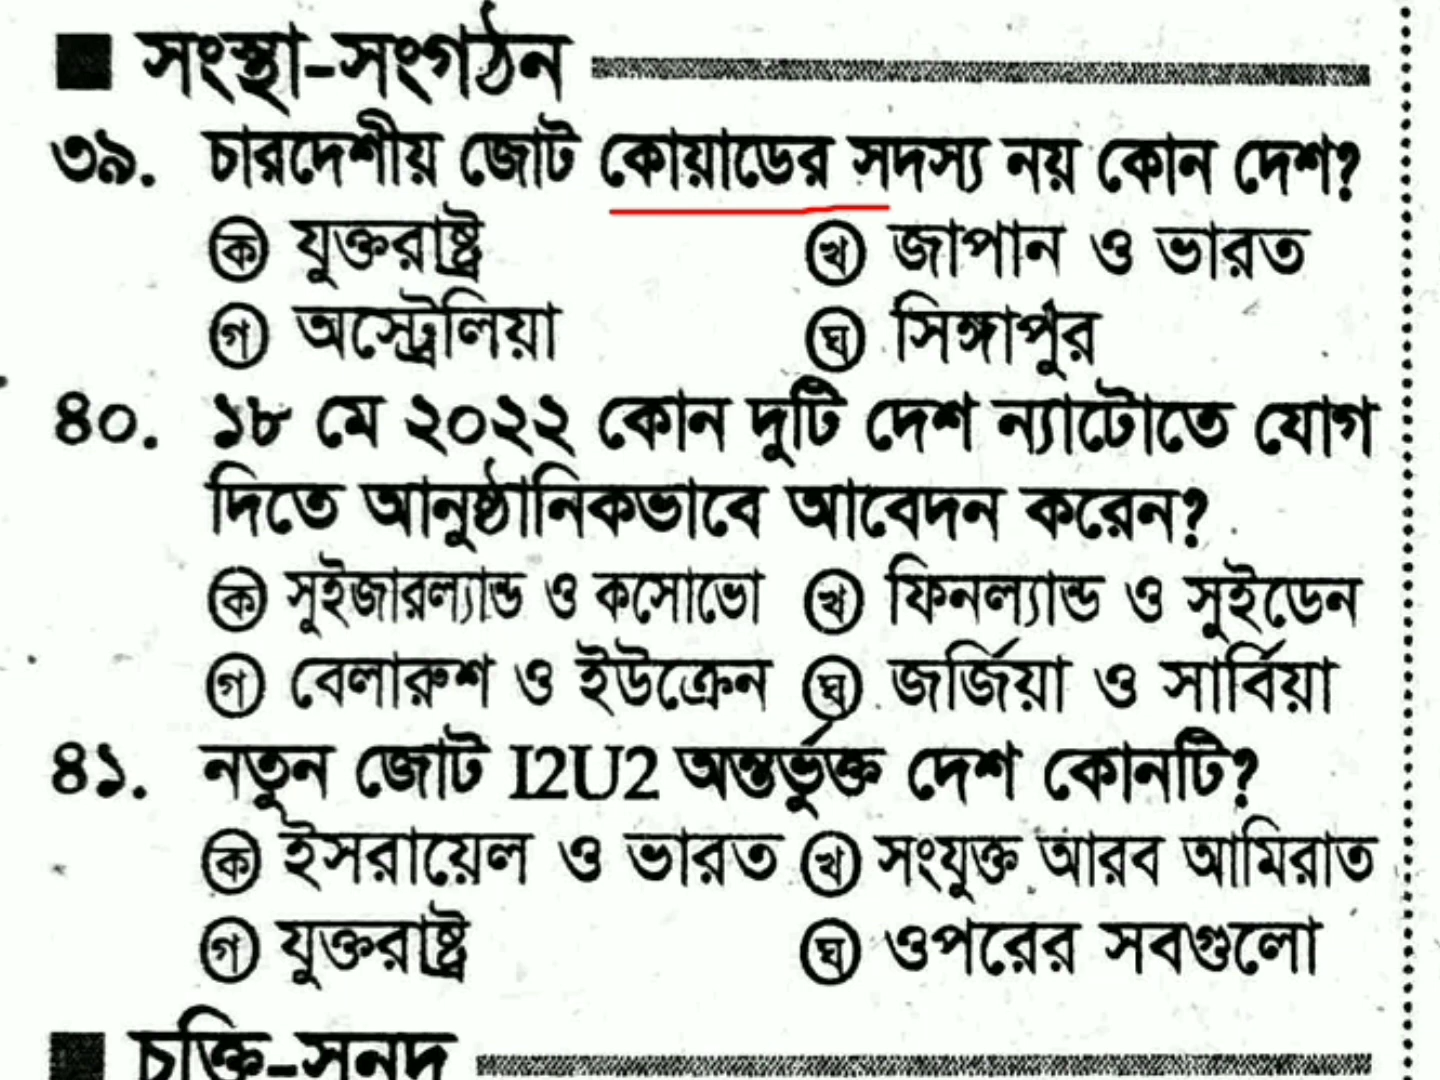 ■ সংস্থা-সংগঠন
৩৯. চারদেশীয় জোট কোয়াডের সদস্য নয় কোন দেশ?
ক যুক্তরাষ্ট্র খ জাপান ও ভারত
গ অস্ট্রেলিয়া ঘ সিঙ্গাপুর
৪০. ১৮ মে ২০২২ কোন দুটি দেশ ন্যাটোতে যোগ
দিতে আনুষ্ঠানিকভাবে আবেদন করেন?
ক সুইজারল্যান্ড ও কসোভো খ ফিনল্যান্ড ও সুইডেন
গ বেলারুশ ও ইউক্রেন ঘ জর্জিয়া ও সার্বিয়া
৪১. নতুন জোট I2U2 অন্তর্ভুক্ত দেশ কোনটি?
ক ইসরায়েল ও ভারত খ সংযুক্ত আরব আমিরাত
গ যুক্তরাষ্ট্র ঘ ওপরের সবগুলো
■ চুক্তি-সনদ